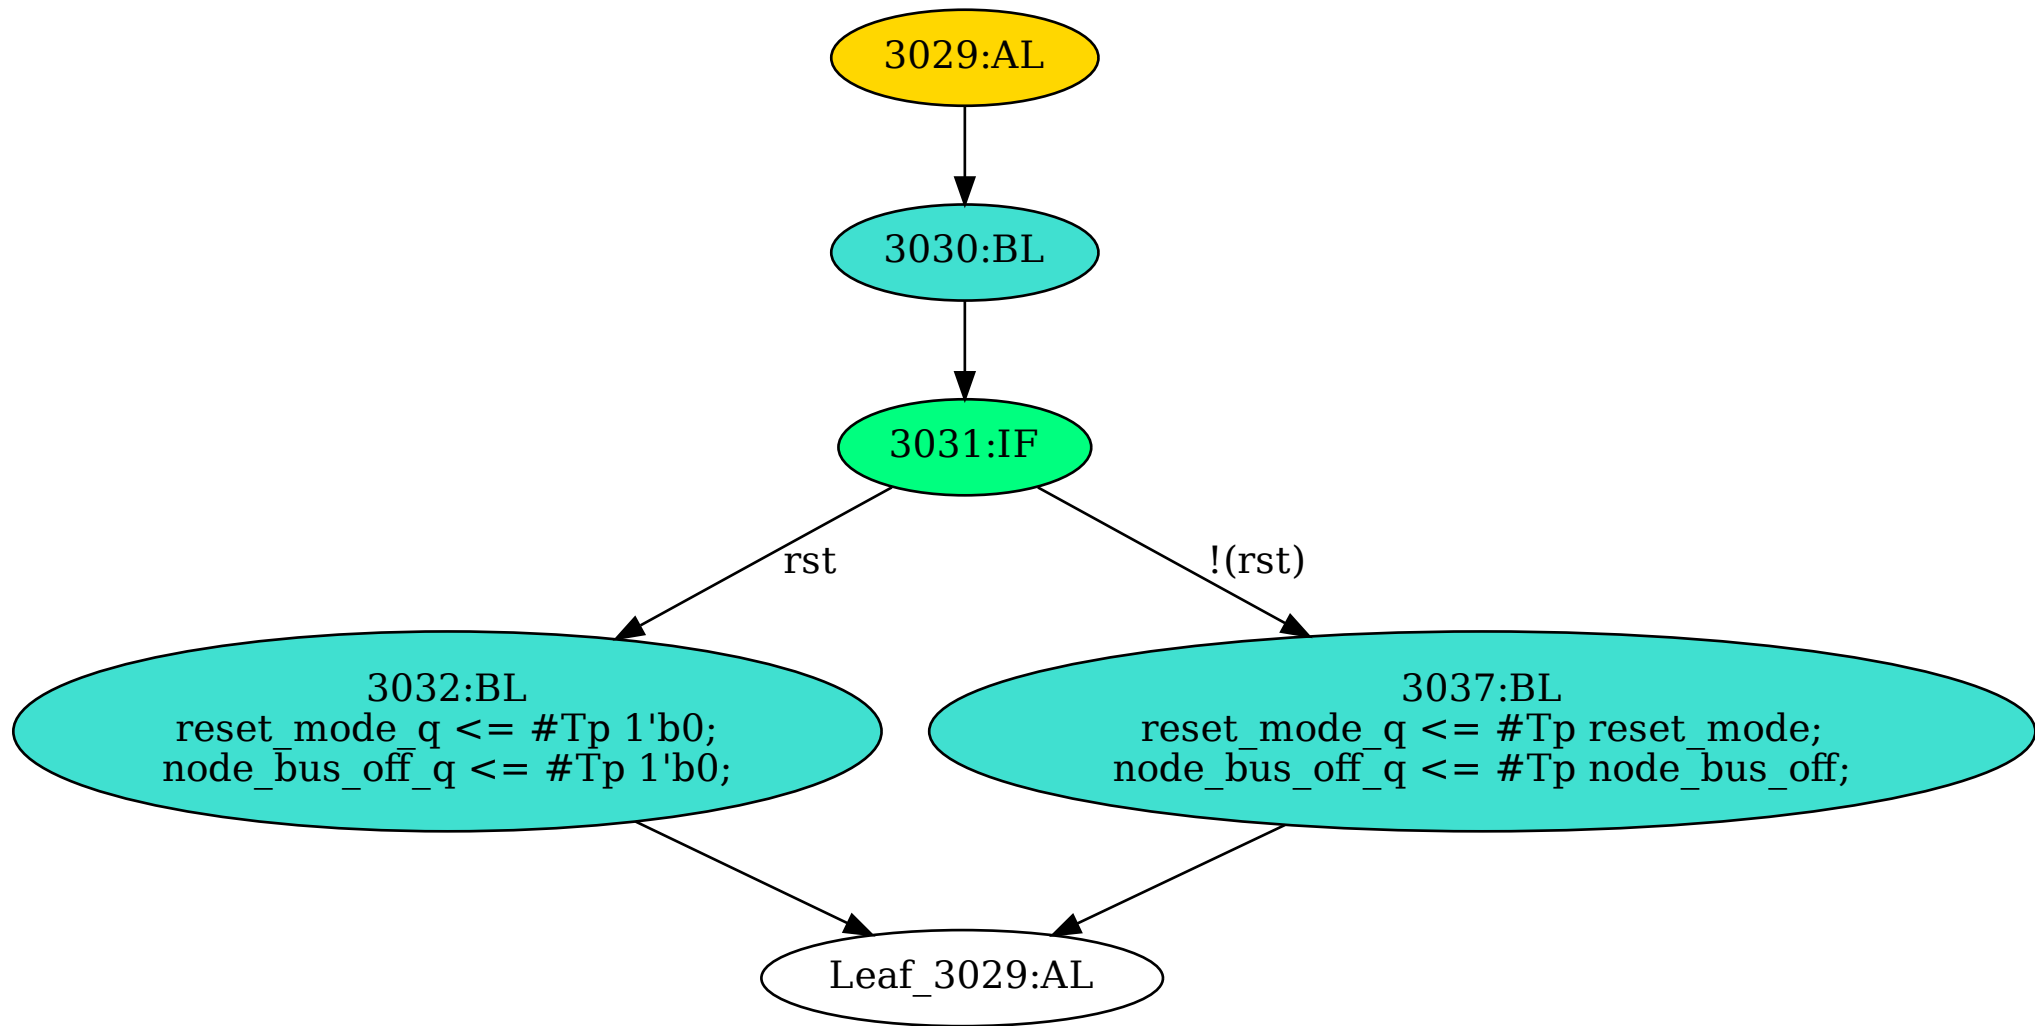 3029:AL
3030:BL
3031:IF
rst
!(rst)
3032:BL
reset_mode_q <= #Tp 1'b0;
node_bus_off_q <= #Tp 1'b0;
3037:BL
reset_mode_q <= #Tp reset_mode;
node_bus_off_q <= #Tp node_bus_off;
Leaf_3029:AL